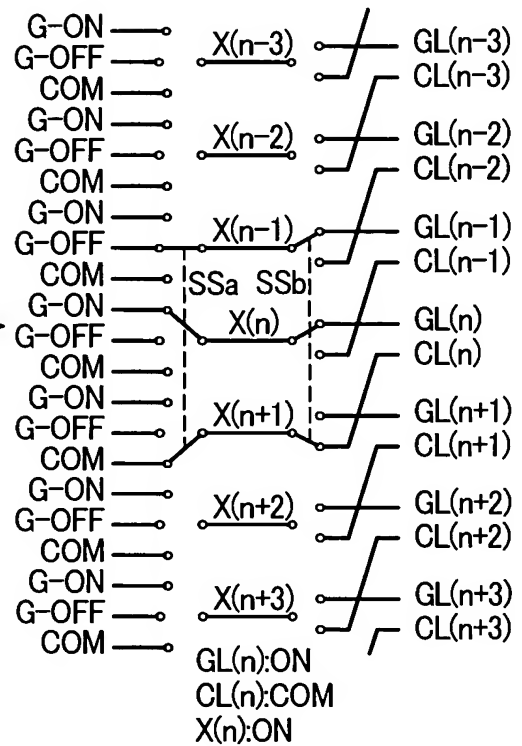 G-ON
G-OFF
COM
X(n-3)
GL(n-3)
CL(n-3)
G-ON
G-OFF
COM
X(n-2)
GL(n-2)
CL(n-2)
G-ON
G-OFF
COM
X(n-1)
GL(n-1)
CL(n-1)
SSa SSb
G-ON
G-OFF
COM
X(n)
GL(n)
CL(n)
G-ON
G-OFF
COM
X(n+1)
GL(n+1)
CL(n+1)
G-ON
G-OFF
COM
X(n+2)
GL(n+2)
CL(n+2)
G-ON
G-OFF
COM
X(n+3)
GL(n+3)
CL(n+3)
GL(n):ON
CL(n):COM
X(n):ON